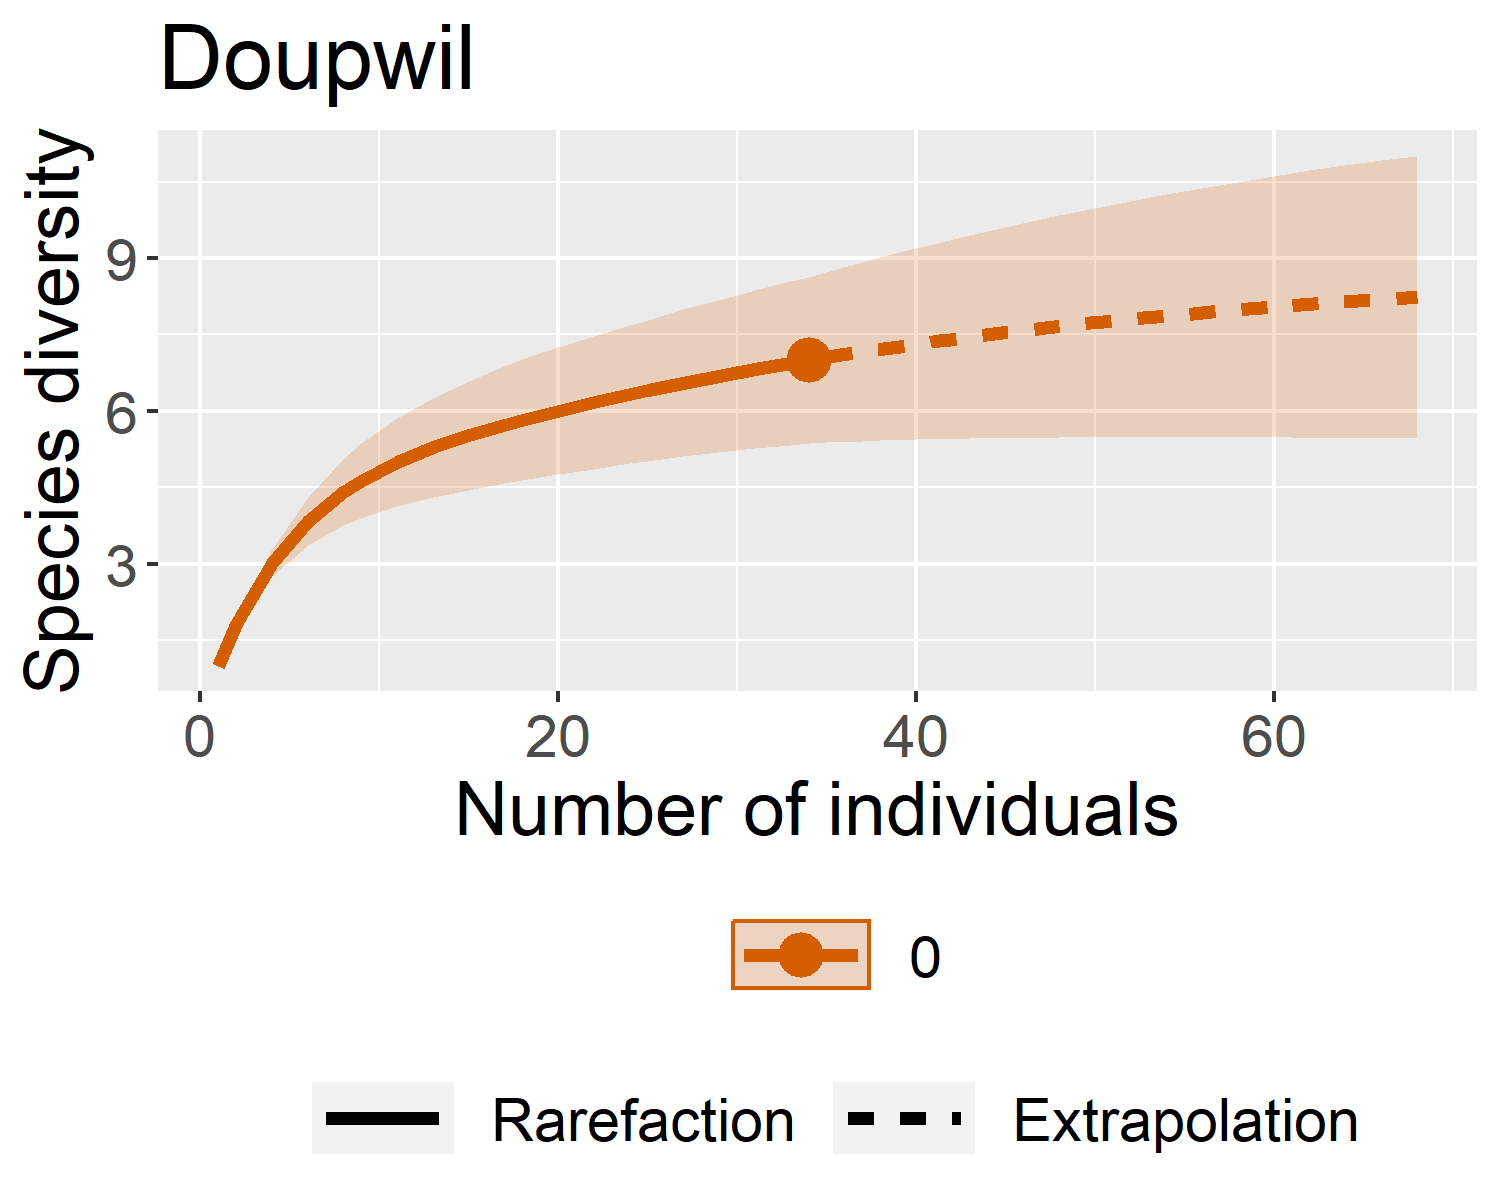 Doupwil
Species diversity
9
6
3
0 20 40 60
Number of individuals
0
Rarefaction Extrapolation